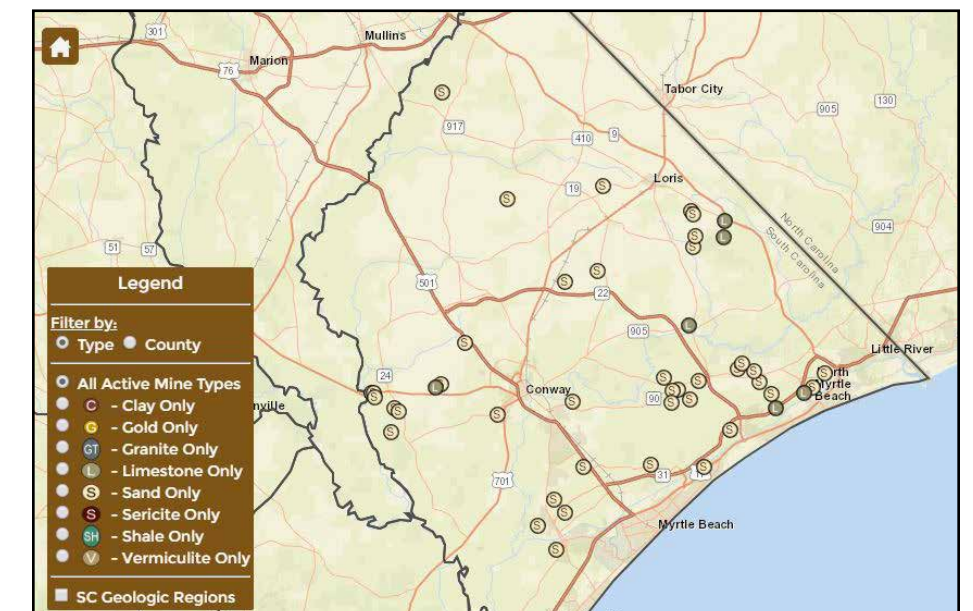 301
Mullins
Marion
76
Tabor City
S
917
905
130
410
9
Loris
19
S
S
S
S
L
L
S
S
904
North Carolina
South Carolina
51
57
S
S
501
22
Legend
Filter by:
Type
County
L
905
S
Little River
24
All Active Mine Types
C - Clay Only
G - Gold Only
GT - Granite Only
L - Limestone Only
S - Sand Only
S - Sericite Only
SH - Shale Only
V - Vermiculite Only
SC Geologic Regions
Conway
90
Myrtle
Beach
S
S
S
L
L
S
S
S
31
701
S
S
S
S
Myrtle Beach